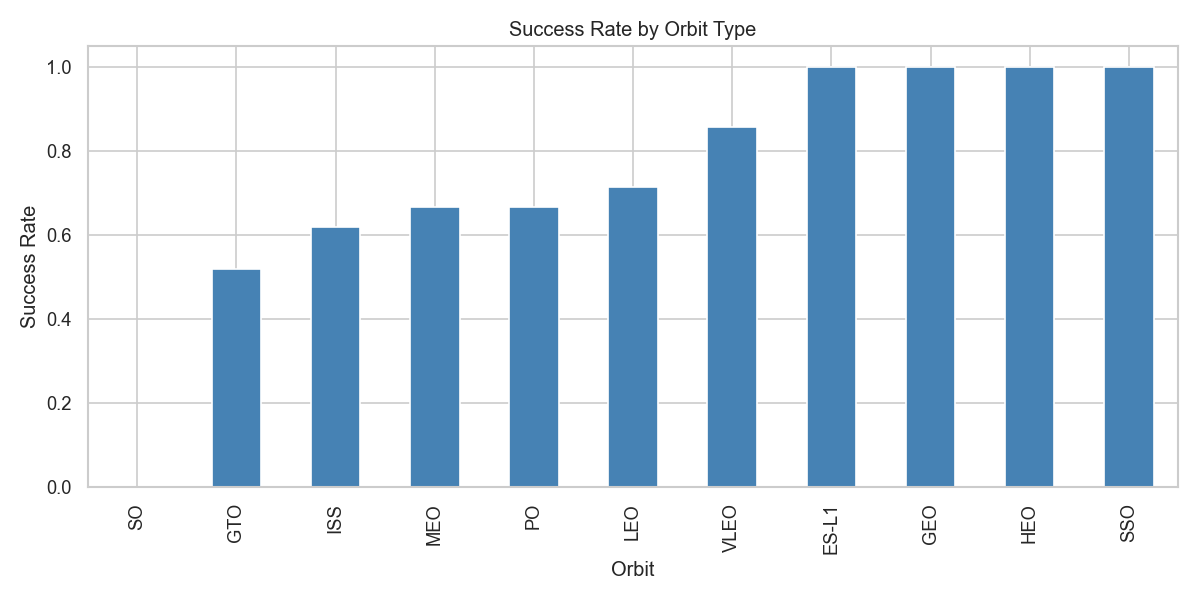 Success Rate by Orbit Type
Success Rate
1.0
0.8
0.6
0.4
0.2
0.0
SO
GTO
ISS
MEO
PO
LEO
VLEO
ES-L1
GEO
HEO
SSO
Orbit